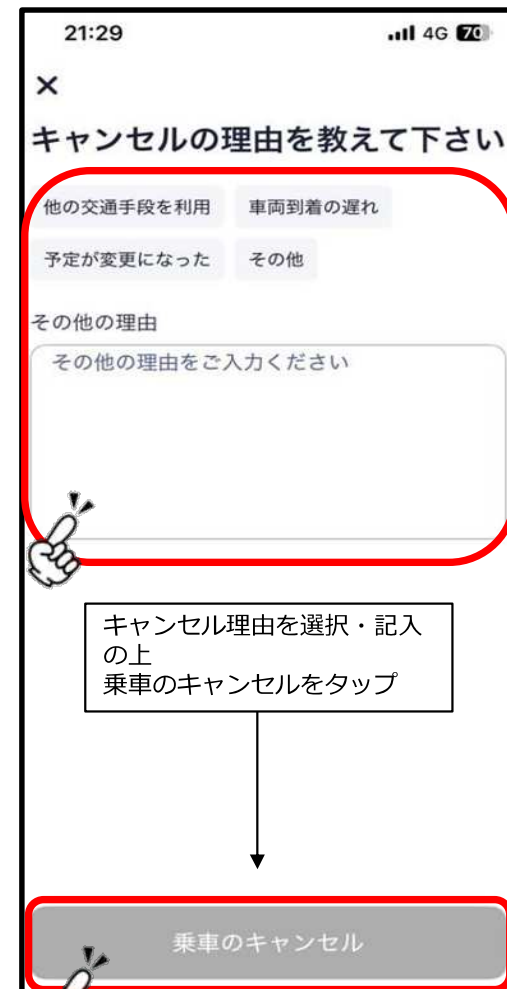 21:29 4G 70
×
キャンセルの理由を教えて下さい
他の交通手段を利用 車両到着の遅れ
予定が変更になった その他
その他の理由
その他の理由をご入力ください
キャンセル理由を選択・記入
の上
乗車のキャンセルをタップ
乗車のキャンセル